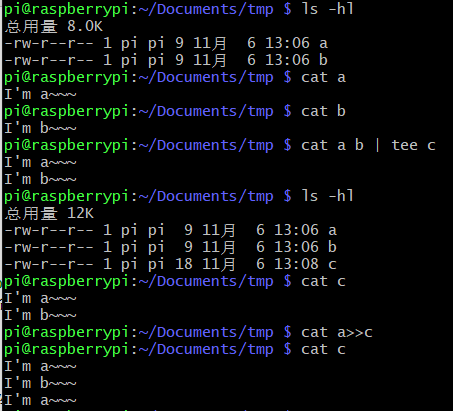 pi@raspberrypi:~/Documents/tmp $ ls -hl
总用量 8.0K
-rw-r--r-- 1 pi pi 9 11月  6 13:06 a
-rw-r--r-- 1 pi pi 9 11月  6 13:06 b
pi@raspberrypi:~/Documents/tmp $ cat a
I'm a~~~
pi@raspberrypi:~/Documents/tmp $ cat b
I'm b~~~
pi@raspberrypi:~/Documents/tmp $ cat a b | tee c
I'm a~~~
I'm b~~~
pi@raspberrypi:~/Documents/tmp $ ls -hl
总用量 12K
-rw-r--r-- 1 pi pi  9 11月  6 13:06 a
-rw-r--r-- 1 pi pi  9 11月  6 13:06 b
-rw-r--r-- 1 pi pi 18 11月  6 13:08 c
pi@raspberrypi:~/Documents/tmp $ cat c
I'm a~~~
I'm b~~~
pi@raspberrypi:~/Documents/tmp $ cat a>>c
pi@raspberrypi:~/Documents/tmp $ cat c
I'm a~~~
I'm b~~~
I'm a~~~